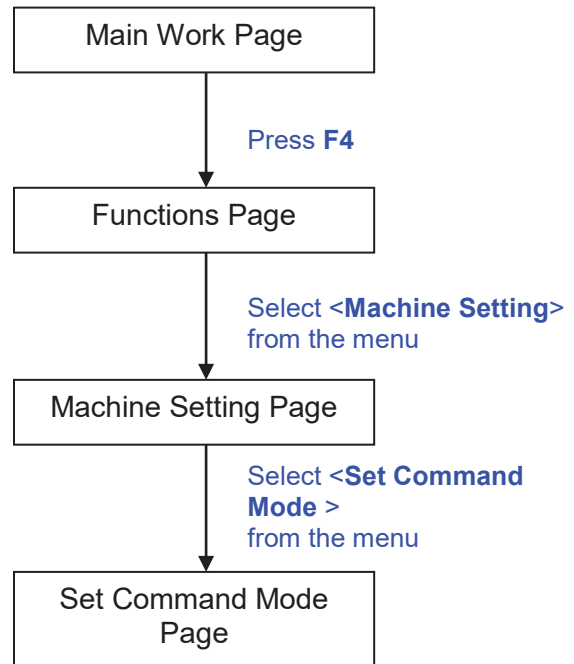 Main Work Page
Press F4
Functions Page
Select <Machine Setting>
from the menu
Machine Setting Page
Select <Set Command
Mode >
from the menu
Set Command Mode
Page